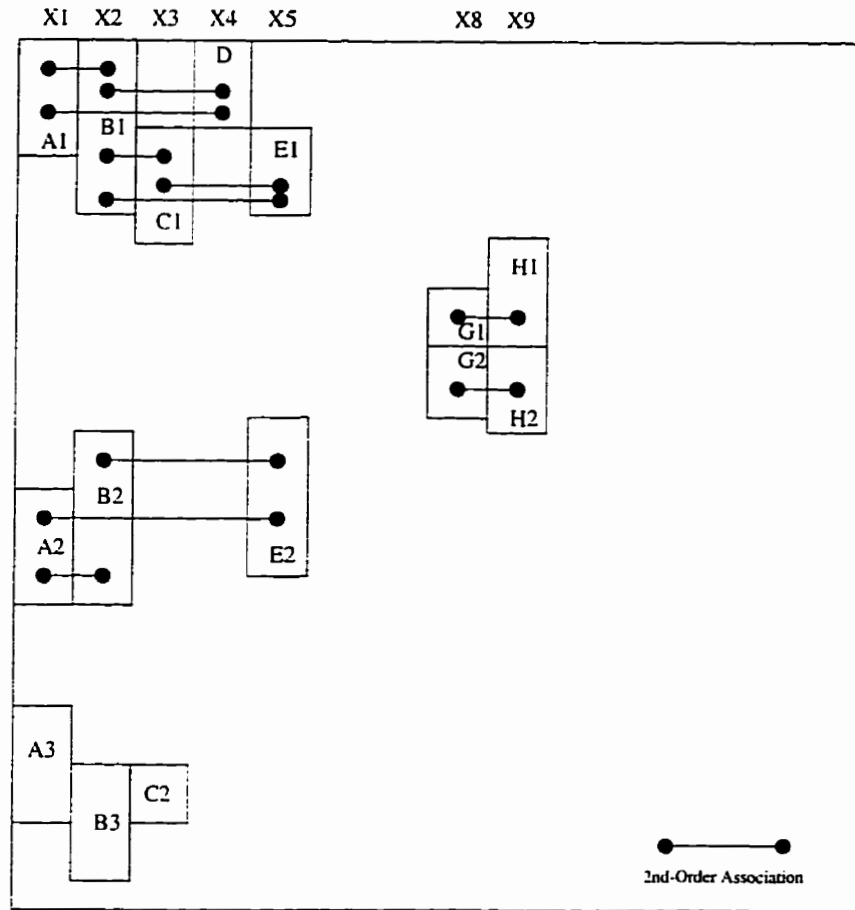 X1 X2 X3 X4 X5 X8 X9
D
A1
B1
E1
C1
H1
G1
G2
H2
B2
A2
E2
A3
C2
B3
2nd-Order Association